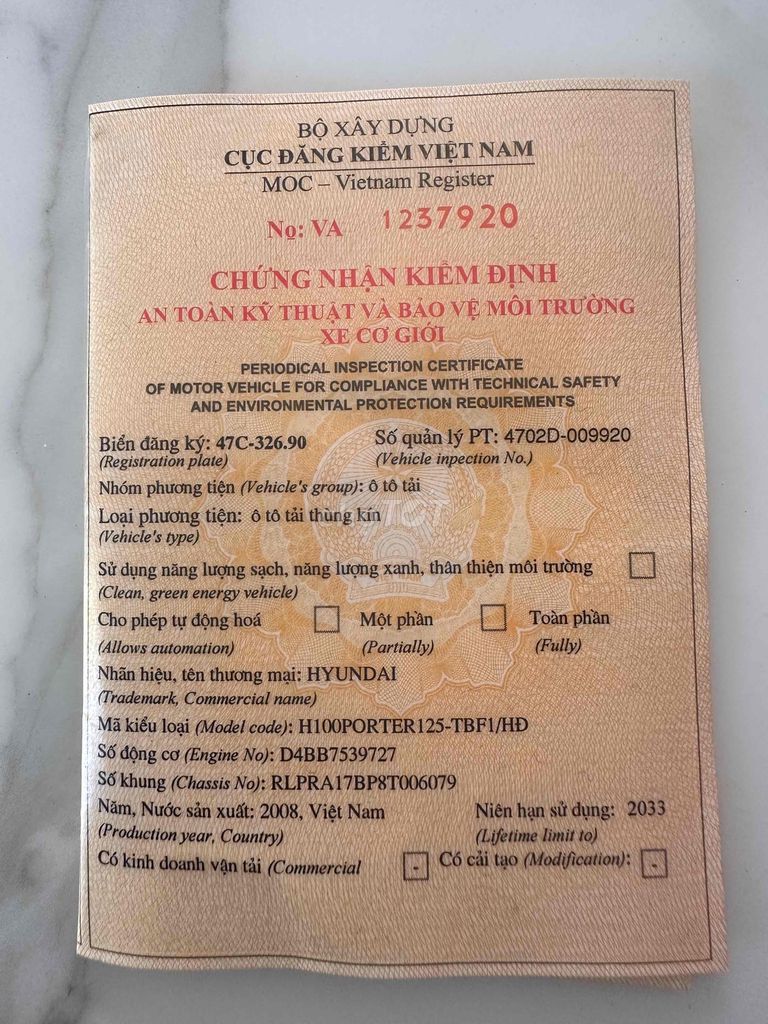 BỘ XÂY DỰNG
CỤC ĐĂNG KIỂM VIỆT NAM
MOC – Vietnam Register
No: VA 1237920
CHỨNG NHẬN KIỂM ĐỊNH
AN TOÀN KỸ THUẬT VÀ BẢO VỆ MÔI TRƯỜNG
XE CƠ GIỚI
PERIODICAL INSPECTION CERTIFICATE
OF MOTOR VEHICLE FOR COMPLIANCE WITH TECHNICAL SAFETY
AND ENVIRONMENTAL PROTECTION REQUIREMENTS
Biển đăng ký: 47C-326.90 Số quản lý PT: 4702D-009920
(Registration plate) (Vehicle inpection No.)
Nhóm phương tiện (Vehicle's group): ô tô tải
Loại phương tiện: ô tô tải thùng kín
(Vehicle's type)
Sử dụng năng lượng sạch, năng lượng xanh, thân thiện môi trường
(Clean, green energy vehicle)
Cho phép tự động hoá Một phần Toàn phần
(Allows automation) (Partially) (Fully)
Nhãn hiệu, tên thương mại: HYUNDAI
(Trademark, Commercial name)
Mã kiểu loại (Model code): H100PORTER125-TBF1/HĐ
Số động cơ (Engine No): D4BB7539727
Số khung (Chassis No): RLPRA17BP8T006079
Năm, Nước sản xuất: 2008, Việt Nam Niên hạn sử dụng: 2033
(Production year, Country) (Lifetime limit to)
Có kinh doanh vận tải (Commercial - Có cải tạo (Modification): -